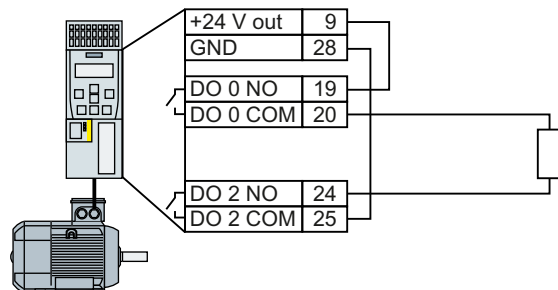 +24 V out 9
GND 28
DO 0 NO 19
DO 0 COM 20
DO 2 NO 24
DO 2 COM 25